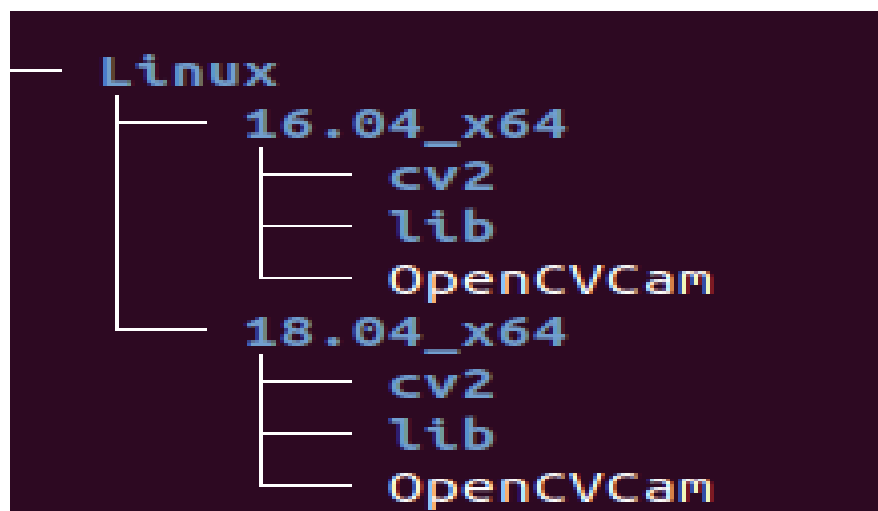 Linux
16.04_x64
cv2
lib
OpenCVCam
18.04_x64
cv2
lib
OpenCVCam